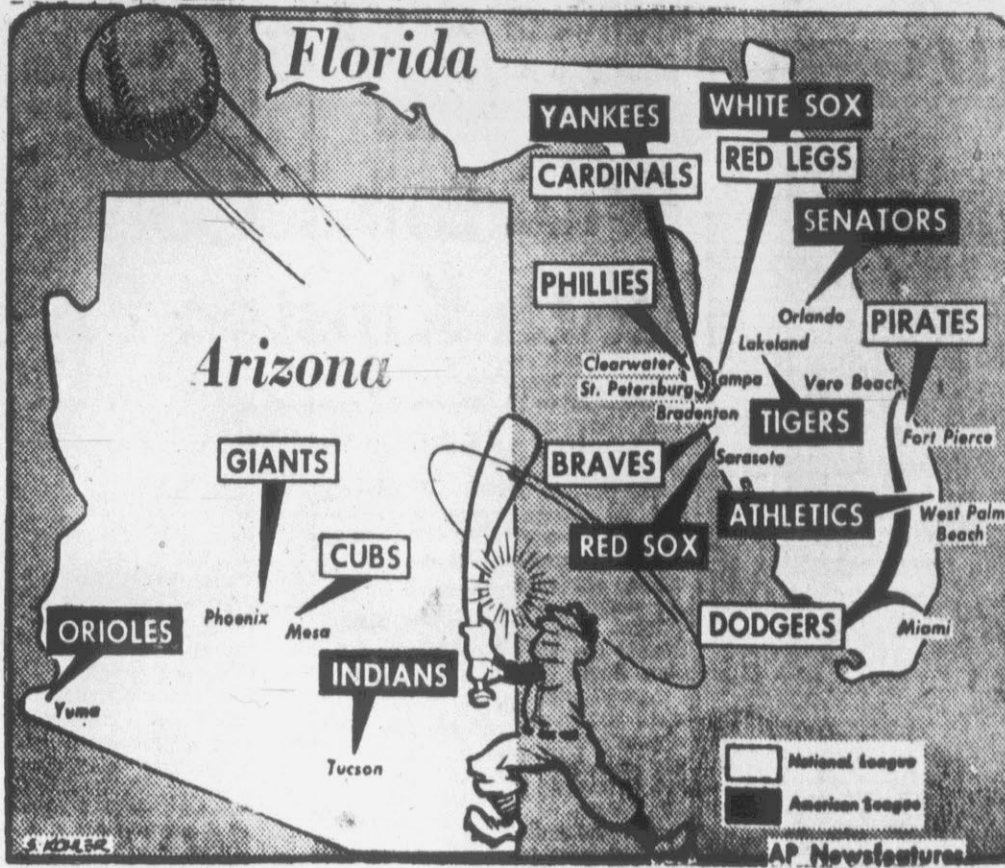 Florida
YANKEES
WHITE SOX
CARDINALS
RED LEGS
SENATORS
PHILLIES
Orlando
PIRATES
Lakeland
Clearwater
Tampa
Vero Beach
St. Petersburg
Bradenton
TIGERS
Fort Pierce
BRAVES
Sarasota
ATHLETICS
West Palm
Beach
RED SOX
DODGERS
Miami
Arizona
GIANTS
CUBS
Phoenix
Mesa
ORIOLES
INDIANS
Yuma
Tucson
National League
American League
S. KOHLER
AP Newsfeatures